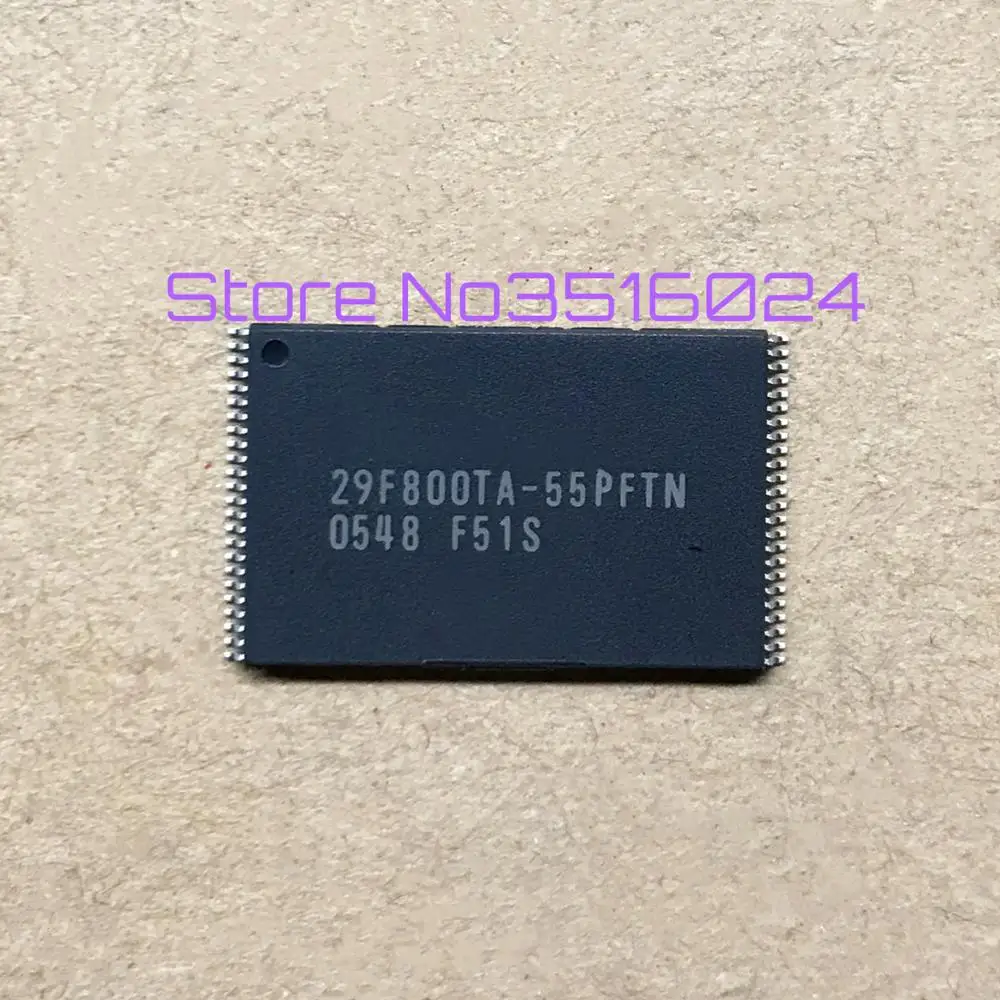 Store No3516024
29F800TA-55PFTN
0548 F51S